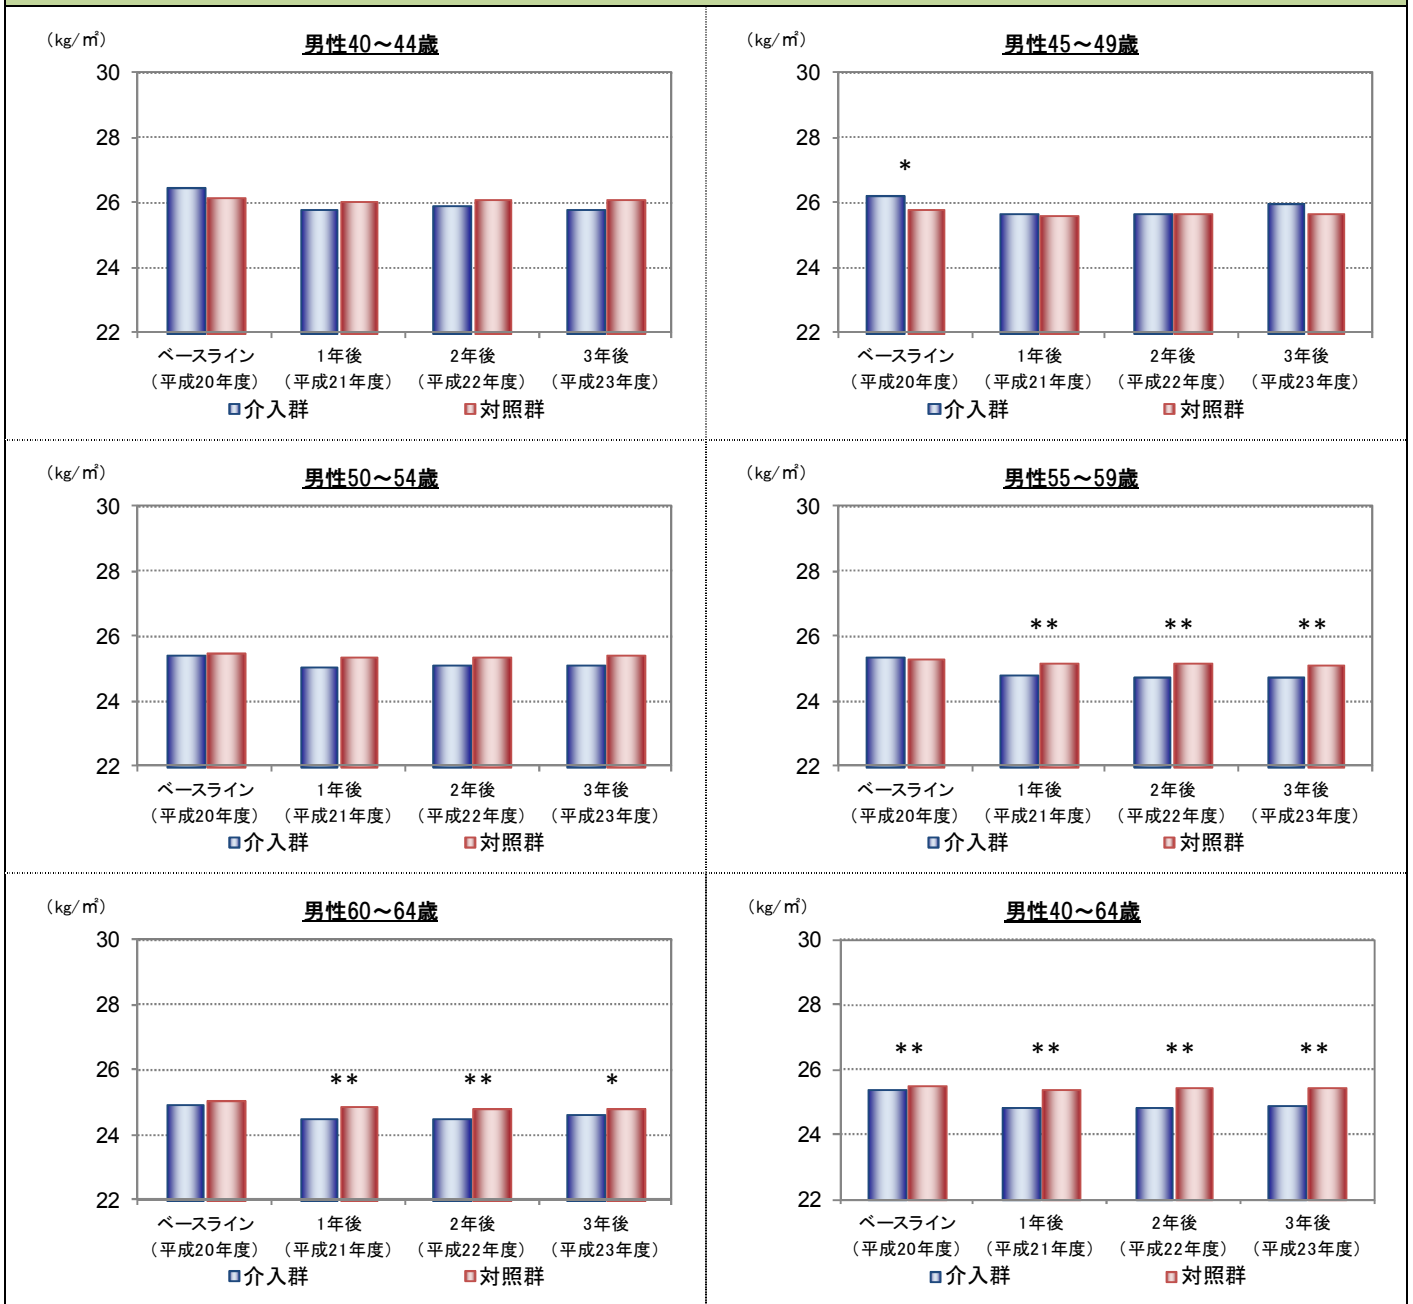 (kg/㎡)
男性40～44歳
30
28
26
24
22
ベースライン 1年後 2年後 3年後
(平成20年度) (平成21年度) (平成22年度) (平成23年度)
介入群 対照群
(kg/㎡)
男性45～49歳
30
28
*
26
24
22
ベースライン 1年後 2年後 3年後
(平成20年度) (平成21年度) (平成22年度) (平成23年度)
介入群 対照群
(kg/㎡)
男性50～54歳
30
28
26
24
22
ベースライン 1年後 2年後 3年後
(平成20年度) (平成21年度) (平成22年度) (平成23年度)
介入群 対照群
(kg/㎡)
男性55～59歳
30
28
26
** ** **
24
22
ベースライン 1年後 2年後 3年後
(平成20年度) (平成21年度) (平成22年度) (平成23年度)
介入群 対照群
(kg/㎡)
男性60～64歳
30
28
26
** ** *
24
22
ベースライン 1年後 2年後 3年後
(平成20年度) (平成21年度) (平成22年度) (平成23年度)
介入群 対照群
(kg/㎡)
男性40～64歳
30
28
** ** ** **
26
24
22
ベースライン 1年後 2年後 3年後
(平成20年度) (平成21年度) (平成22年度) (平成23年度)
介入群 対照群